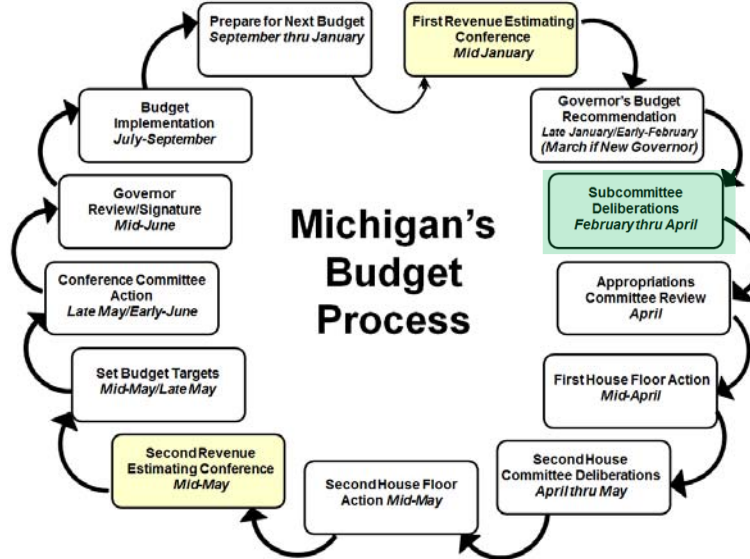 Prepare for Next Budget
September thru January
First Revenue Estimating
Conference
Mid January
Governor's Budget
Recommendation
Late January/Early-February
(March if New Governor)
Subcommittee
Deliberations
February thru April
Appropriations
Committee Review
April
First House Floor Action
Mid-April
Second House
Committee Deliberations
April thru May
Second House Floor
Action Mid-May
Second Revenue
Estimating Conference
Mid-May
Set Budget Targets
Mid-May/Late May
Conference Committee
Action
Late May/Early-June
Governor
Review/Signature
Mid-June
Budget
Implementation
July-September
Michigan's
Budget
Process